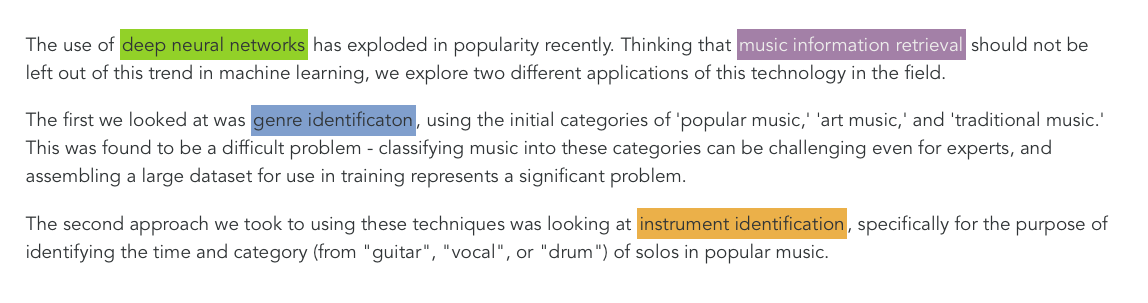 The use of deep neural networks has exploded in popularity recently. Thinking that music information retrieval should not be
left out of this trend in machine learning, we explore two different applications of this technology in the field.
The first we looked at was genre identificaton, using the initial categories of 'popular music,' 'art music,' and 'traditional music.'
This was found to be a difficult problem - classifying music into these categories can be challenging even for experts, and
assembling a large dataset for use in training represents a significant problem.
The second approach we took to using these techniques was looking at instrument identification, specifically for the purpose of
identifying the time and category (from "guitar", "vocal", or "drum") of solos in popular music.